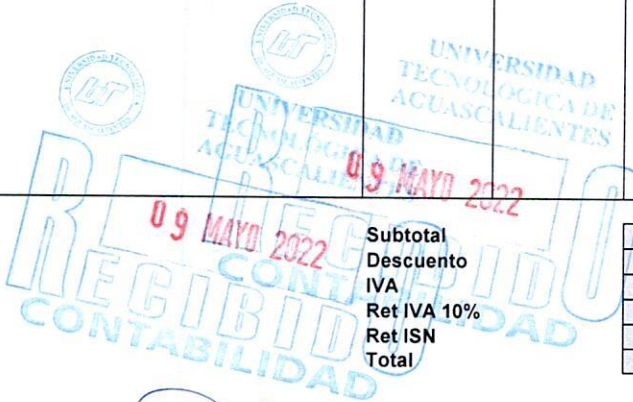 UNIVERSIDAD
TECNOLOGICA DE
AGUASCALIENTES
UNIVERSIDAD
TECNOLOGICA DE
AGUASCALIENTES
09 MAYO 2022
RECIBIDO
CONTABILIDAD
09 MAYO 2022
RECIBIDO
CONTABILIDAD
Subtotal
Descuento
IVA
Ret IVA 10%
Ret ISN
Total